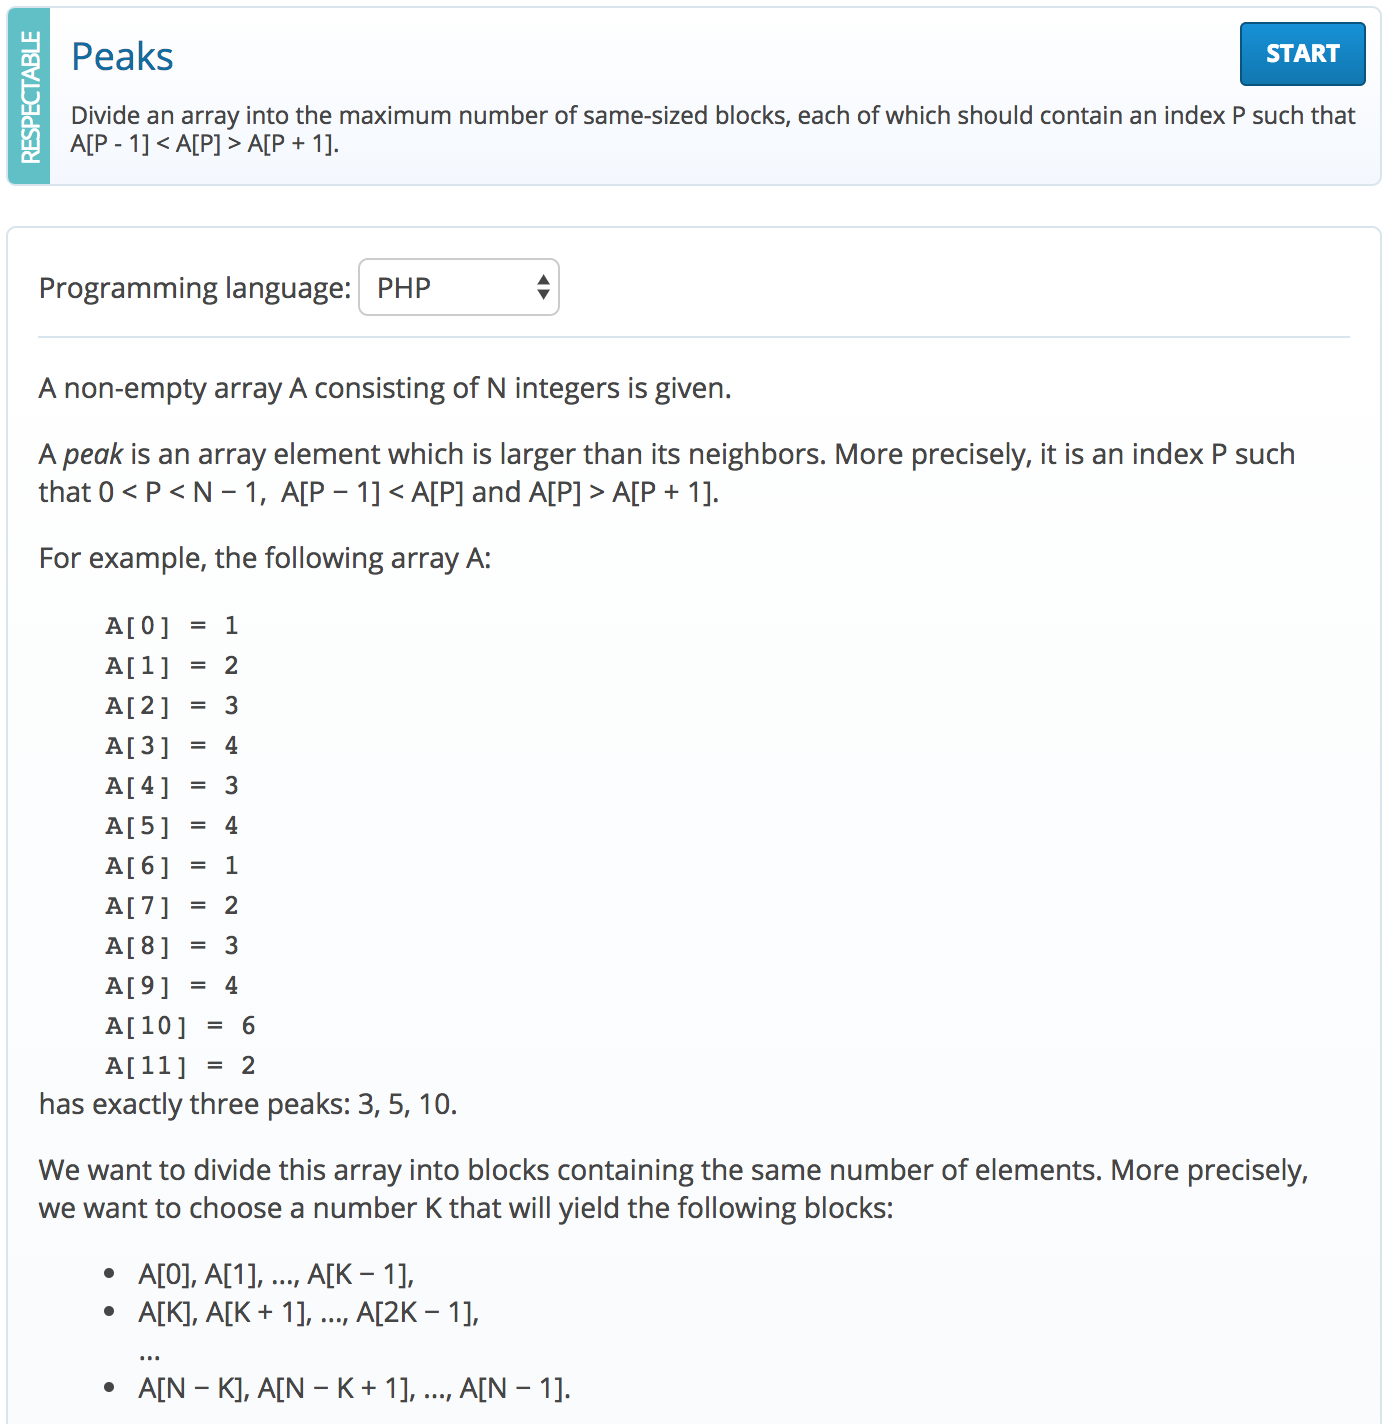 RESPECTABLE
Peaks
START
Divide an array into the maximum number of same-sized blocks, each of which should contain an index P such that
A[P - 1] < A[P] > A[P + 1].
Programming language: PHP
A non-empty array A consisting of N integers is given.
A peak is an array element which is larger than its neighbors. More precisely, it is an index P such
that 0 < P < N − 1, A[P − 1] < A[P] and A[P] > A[P + 1].
For example, the following array A:
A[0] = 1
A[1] = 2
A[2] = 3
A[3] = 4
A[4] = 3
A[5] = 4
A[6] = 1
A[7] = 2
A[8] = 3
A[9] = 4
A[10] = 6
A[11] = 2
has exactly three peaks: 3, 5, 10.
We want to divide this array into blocks containing the same number of elements. More precisely,
we want to choose a number K that will yield the following blocks:
• A[0], A[1], ..., A[K − 1],
• A[K], A[K + 1], ..., A[2K − 1],
...
• A[N − K], A[N − K + 1], ..., A[N − 1].